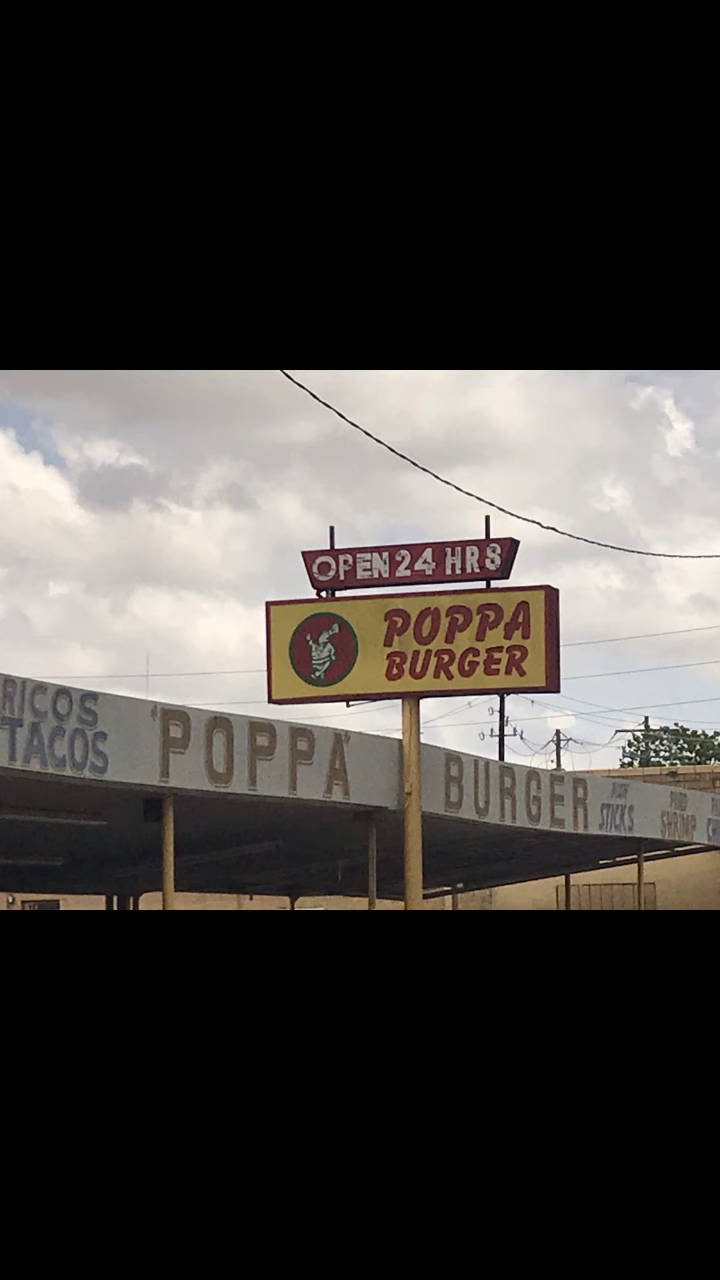 OPEN 24 HRS
POPPA
BURGER
RICOS
TACOS
"POPPA" BURGER
STICKS
SHRIMP